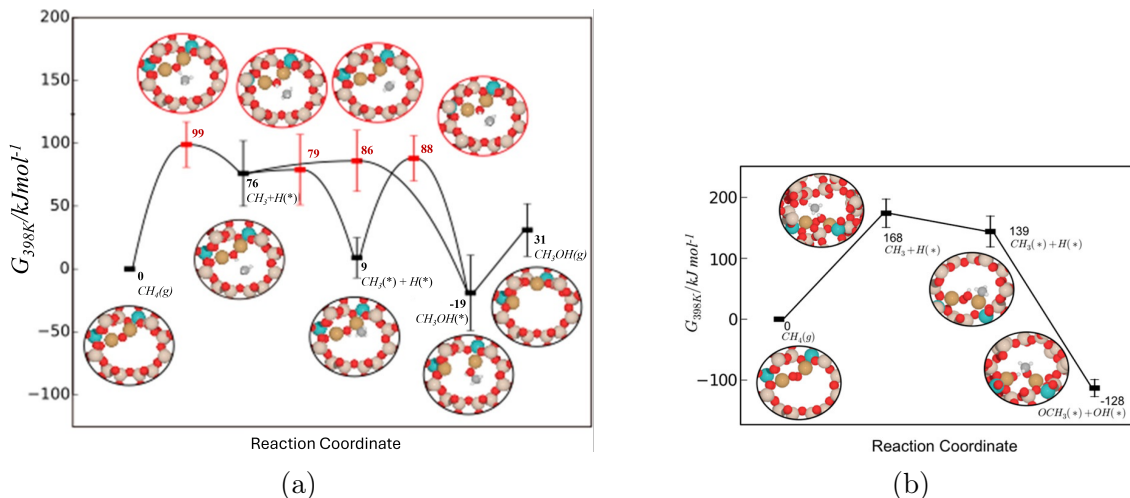 200
150
100
50
0
−50
−100
G398K/kJmol-1
99
79
86
88
76
CH3+H(*)
0
CH4(g)
9
CH3(*) + H(*)
-19
CH3OH(*)
31
CH3OH(g)
Reaction Coordinate
(a)
200
100
0
−100
G398K/kJ mol-1
168
CH3 + H(*)
139
CH3(*) + H(*)
0
CH4(g)
-128
OCH3(*)+OH(*)
Reaction Coordinate
(b)